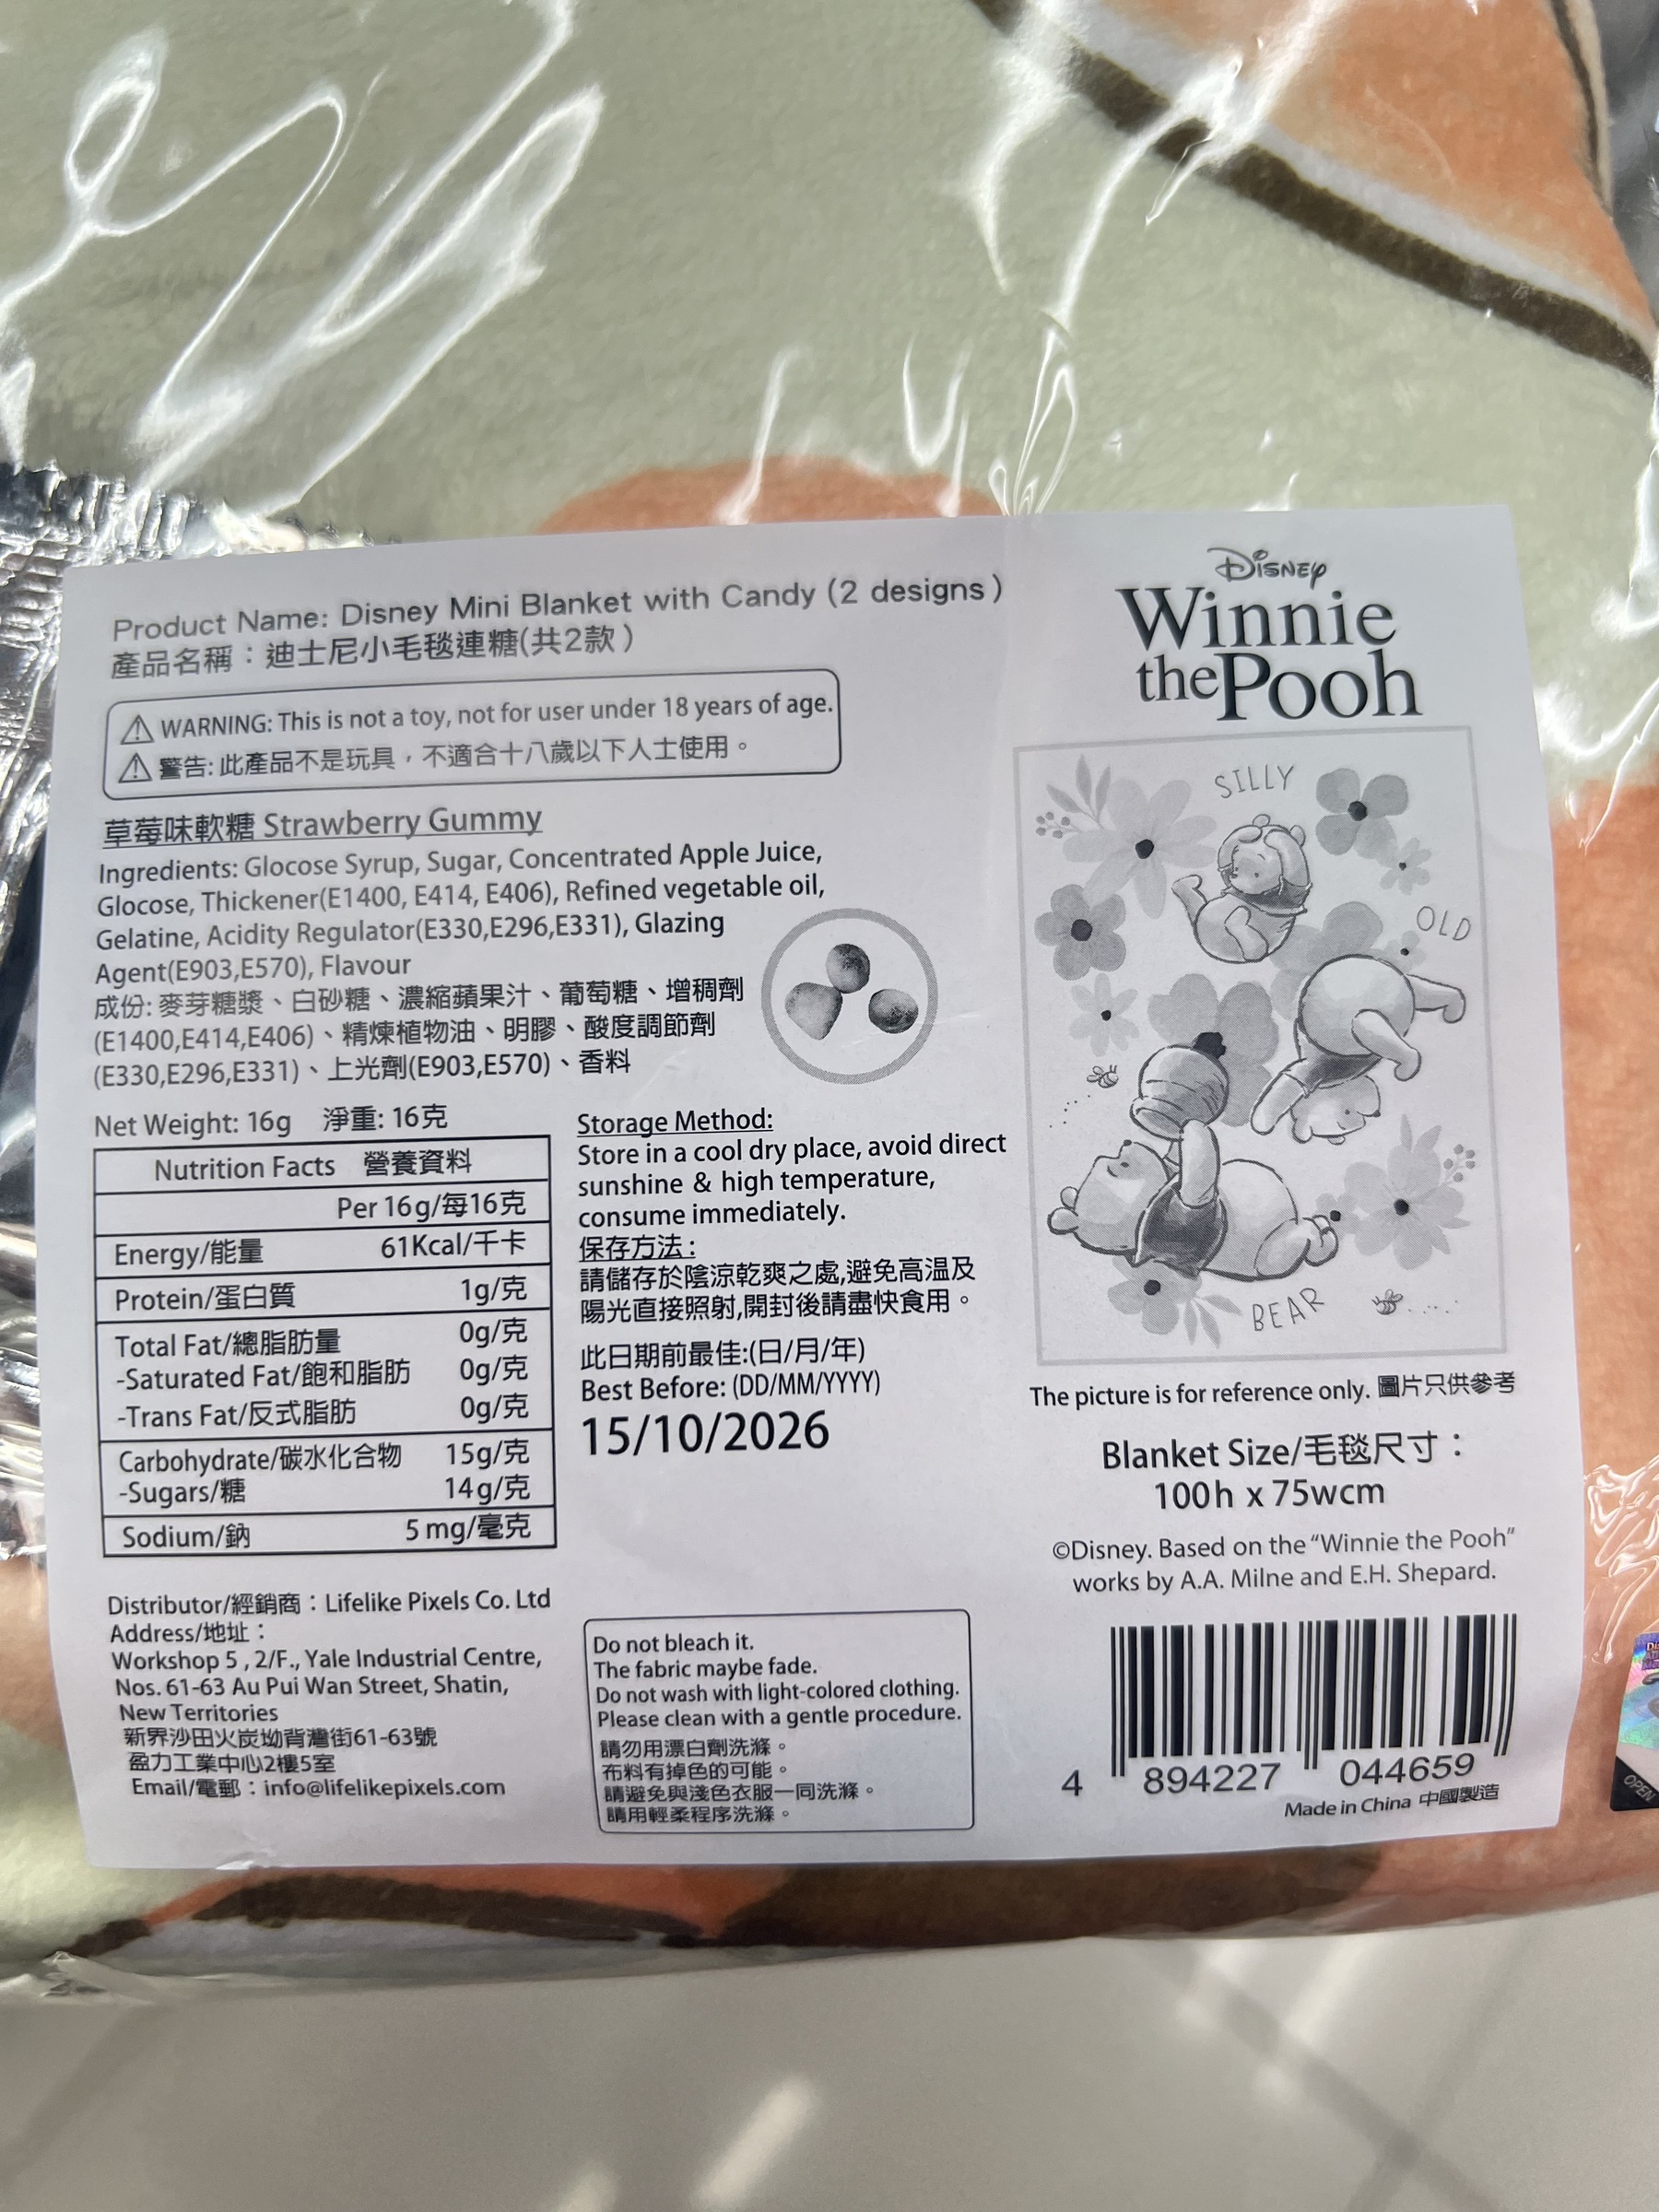 Product Name: Disney Mini Blanket with Candy (2 designs)
產品名稱：迪士尼小毛毯連糖(共2款)
WARNING: This is not a toy, not for user under 18 years of age.
警告: 此產品不是玩具，不適合十八歲以下人士使用。
草莓味軟糖 Strawberry Gummy
Ingredients: Glocose Syrup, Sugar, Concentrated Apple Juice,
Glocose, Thickener(E1400, E414, E406), Refined vegetable oil,
Gelatine, Acidity Regulator(E330,E296,E331), Glazing
Agent(E903,E570), Flavour
成份: 麥芽糖漿、白砂糖、濃縮蘋果汁、葡萄糖、增稠劑
(E1400,E414,E406)、精煉植物油、明膠、酸度調節劑
(E330,E296,E331)、上光劑(E903,E570)、香料
Net Weight: 16g 淨重: 16克
Nutrition Facts 營養資料
Per 16g/每16克
Energy/能量 61Kcal/千卡
Protein/蛋白質 1g/克
Total Fat/總脂肪量 0g/克
-Saturated Fat/飽和脂肪 0g/克
-Trans Fat/反式脂肪 0g/克
Carbohydrate/碳水化合物 15g/克
-Sugars/糖 14g/克
Sodium/鈉 5mg/毫克
Storage Method:
Store in a cool dry place, avoid direct
sunshine & high temperature,
consume immediately.
保存方法:
請儲存於陰涼乾爽之處,避免高溫及
陽光直接照射,開封後請盡快食用。
此日期前最佳:(日/月/年)
Best Before: (DD/MM/YYYY)
15/10/2026
Distributor/經銷商：Lifelike Pixels Co. Ltd
Address/地址：
Workshop 5, 2/F., Yale Industrial Centre,
Nos. 61-63 Au Pui Wan Street, Shatin,
New Territories
新界沙田火炭坳背灣街61-63號
盈力工業中心2樓5室
Email/電郵：info@lifelikepixels.com
Do not bleach it.
The fabric maybe fade.
Do not wash with light-colored clothing.
Please clean with a gentle procedure.
請勿用漂白劑洗滌。
布料有掉色的可能。
請避免與淺色衣服一同洗滌。
請用輕柔程序洗滌。
Disney
Winnie
the Pooh
SILLY
OLD
BEAR
The picture is for reference only. 圖片只供參考
Blanket Size/毛毯尺寸：
100h x 75wcm
©Disney. Based on the "Winnie the Pooh"
works by A.A. Milne and E.H. Shepard.
4 894227 044659
Made in China 中國製造
OPEN